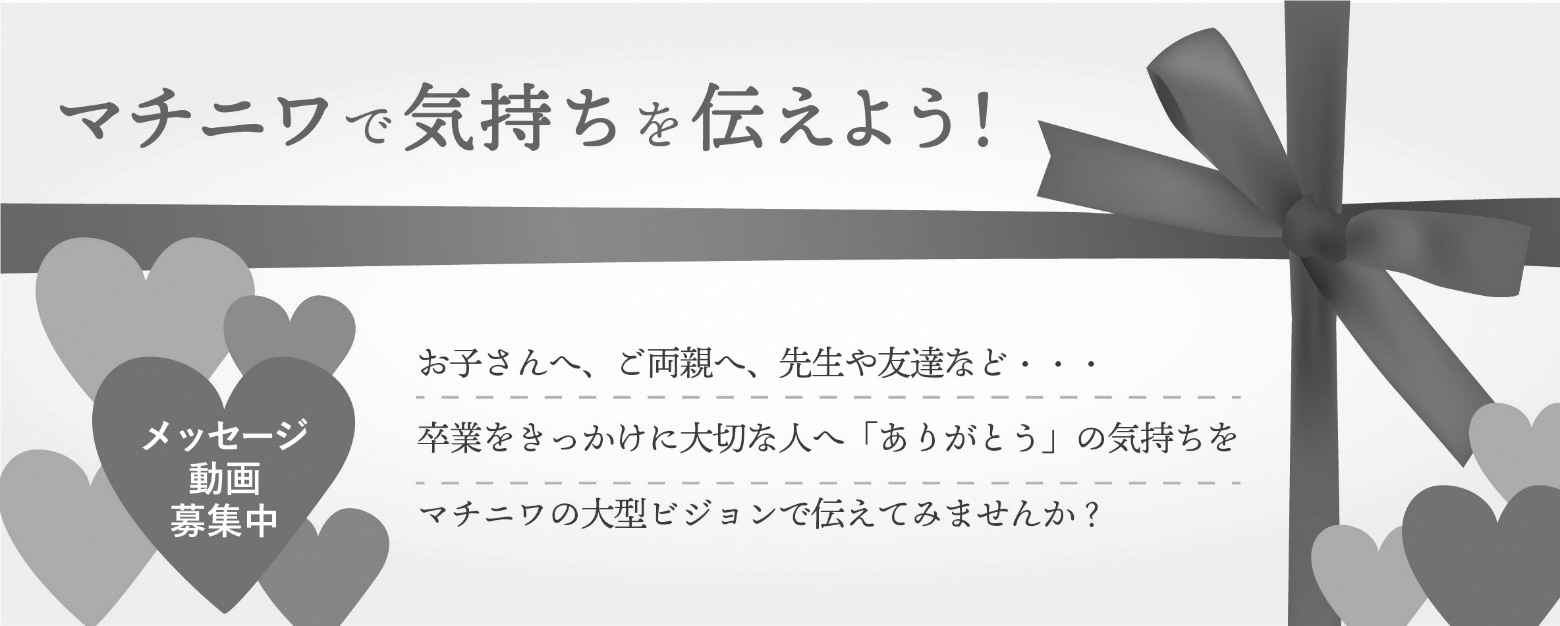 マチニワで気持ちを伝えよう！
お子さんへ、ご両親へ、先生や友達など・・・
卒業をきっかけに大切な人へ「ありがとう」の気持ちを
マチニワの大型ビジョンで伝えてみませんか？
メッセージ
動画
募集中